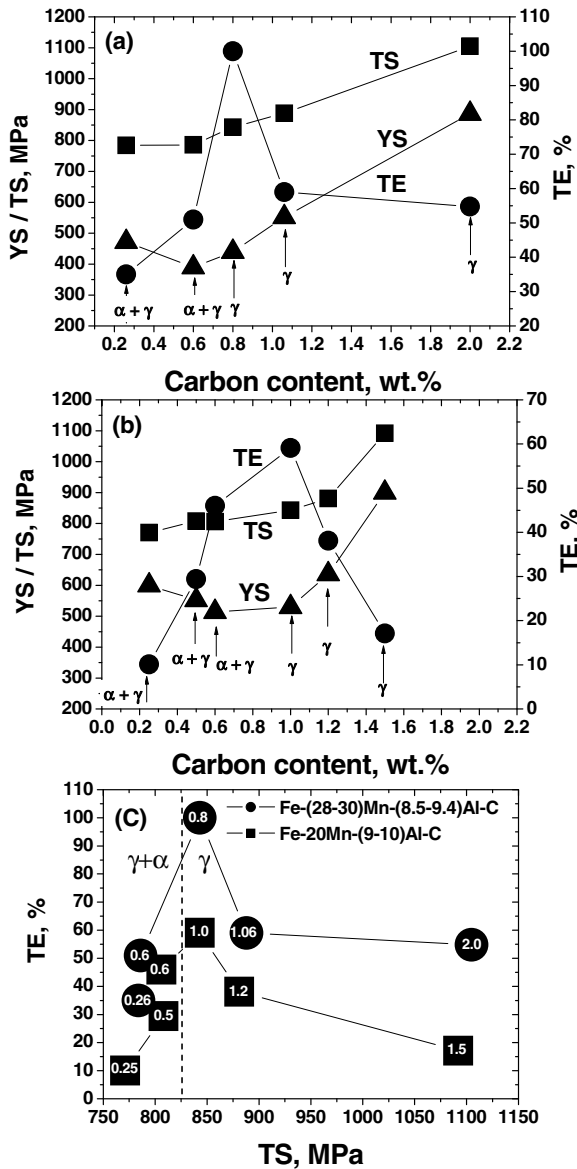 (a)
TS
YS
TE
α + γ
α + γ
γ
γ
γ
YS / TS, MPa
1200
1100
1000
900
800
700
600
500
400
300
200
TE, %
110
100
90
80
70
60
50
40
30
20
0.2 0.4 0.6 0.8 1.0 1.2 1.4 1.6 1.8 2.0 2.2
Carbon content, wt.%
(b)
TE
TS
YS
α + γ
α + γ
α + γ
γ
γ
γ
YS / TS, MPa
1200
1100
1000
900
800
700
600
500
400
300
200
TE, %
70
60
50
40
30
20
10
0
0.0 0.2 0.4 0.6 0.8 1.0 1.2 1.4 1.6 1.8 2.0 2.2
Carbon content, wt.%
(C)
Fe-(28-30)Mn-(8.5-9.4)Al-C
Fe-20Mn-(9-10)Al-C
γ+α
γ
0.8
0.6
0.6
1.0
1.06
2.0
0.26
0.5
1.2
0.25
1.5
TE, %
110
100
90
80
70
60
50
40
30
20
10
0
750 800 850 900 950 1000 1050 1100 1150
TS, MPa